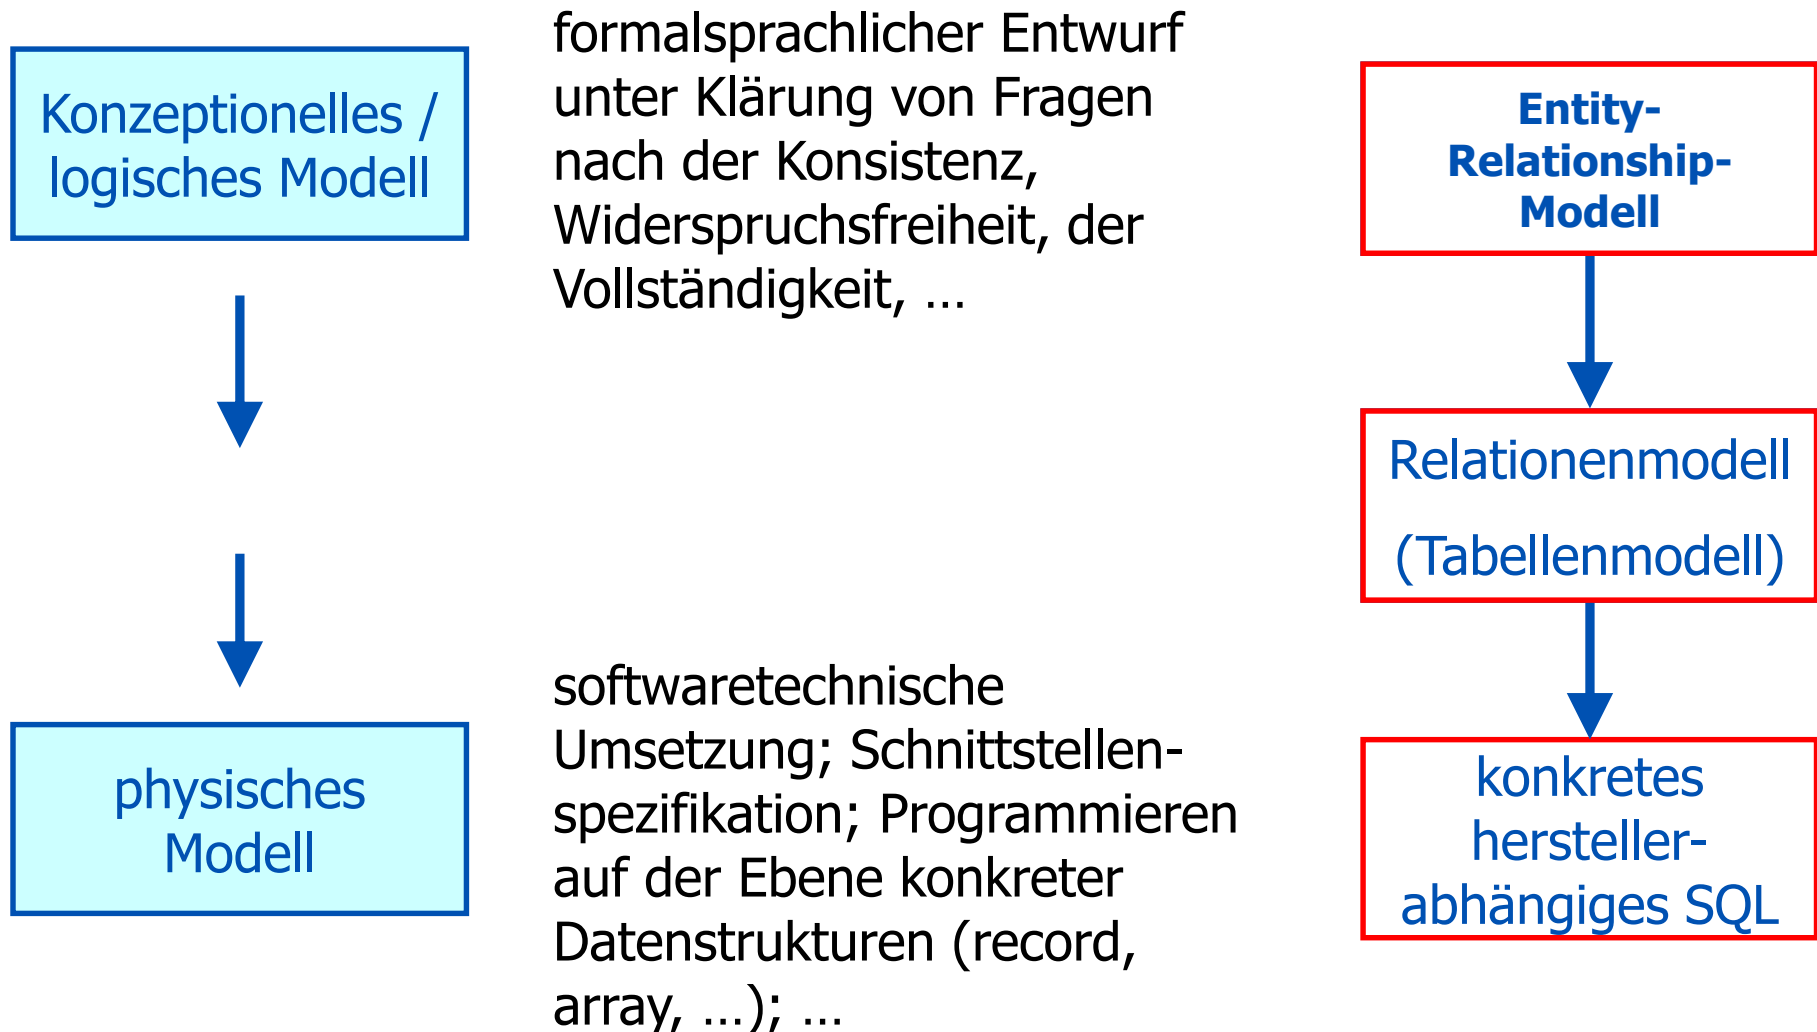 Konzeptionelles /
logisches Modell
formalsprachlicher Entwurf
unter Klärung von Fragen
nach der Konsistenz,
Widerspruchsfreiheit, der
Vollständigkeit, …
Entity-
Relationship-
Modell
Relationenmodell
(Tabellenmodell)
physisches
Modell
softwaretechnische
Umsetzung; Schnittstellen-
spezifikation; Programmieren
auf der Ebene konkreter
Datenstrukturen (record,
array, …); …
konkretes
hersteller-
abhängiges SQL